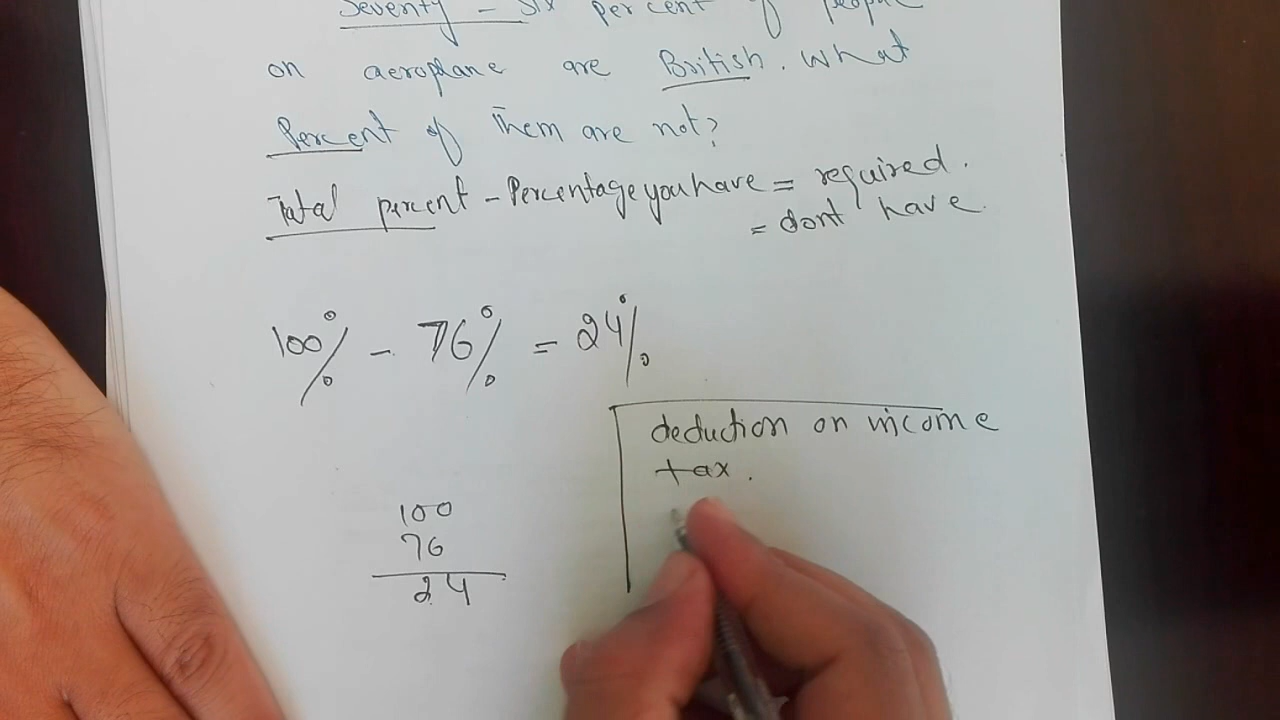 Seventy - Six percent of people
on aeroplane are British. What
Percent of Them are not?
Total percent - Percentage you have = required.
= dont have.
100% - 76% = 24%
deduction on income
tax.
100
76
24